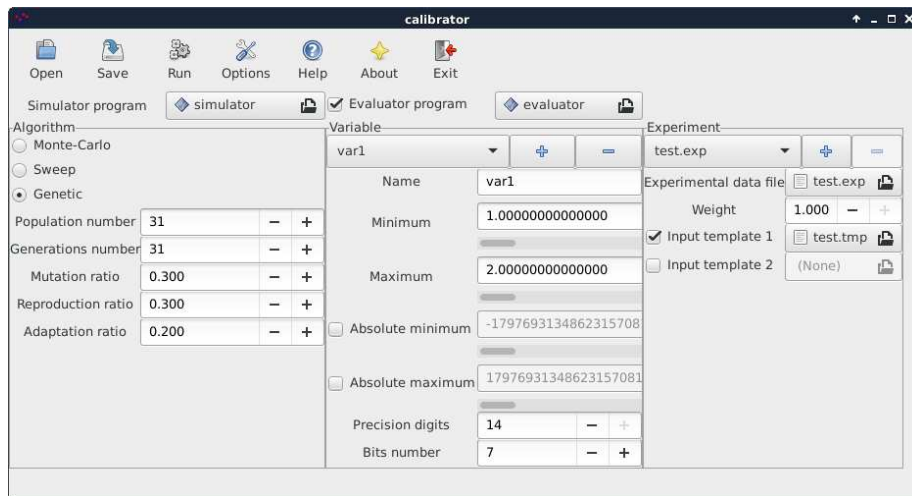 calibrator
Open Save Run Options Help About Exit
Simulator program simulator Evaluator program evaluator
Algorithm Variable Experiment
Monte-Carlo
Sweep
Genetic
Population number 31
Generations number 31
Mutation ratio 0.300
Reproduction ratio 0.300
Adaptation ratio 0.200
var1
Name var1
Minimum 1.00000000000000
Maximum 2.00000000000000
Absolute minimum -1797693134862315708
Absolute maximum 17976931348623157081
Precision digits 14
Bits number 7
test.exp
Experimental data file test.exp
Weight 1.000
Input template 1 test.tmp
Input template 2 (None)